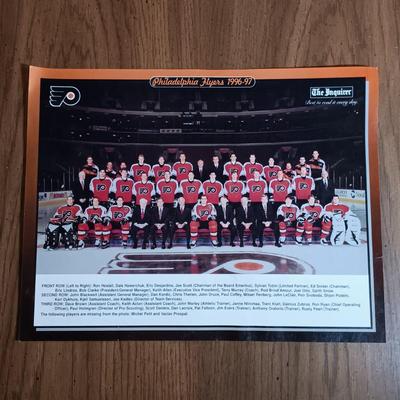 Philadelphia Flyers 1996-97
The Inquirer
Best to read it every day.
FRONT ROW: (Left to Right): Ron Hextall, Dale Hawerchuk, Eric Desjardins, Joe Scott (Chairman of the Board Emeritus), Sylvan Tobin (Limited Partner), Ed Snider (Chairman),
Eric Lindros, Bob Clarke (President/General Manager), Keith Allen (Executive Vice President), Terry Murray (Coach), Rod Brind'Amour, Joel Otto, Garth Snow.
SECOND ROW: John Blackwell (Assistant General Manager), Dan Kordic, Chris Therien, John Druce, Paul Coffey, Mikael Renberg, John LeClair, Petr Svoboda, Shjon Podein,
Karl Dykhuis, Kjell Samuelsson, Joe Kadlec (Director of Team Services).
THIRD ROW: Dave Brown (Assistant Coach), Keith Acton (Assistant Coach), John Worley (Athletic Trainer), Janne Niinimaa, Trent Klatt, Dainius Zubrus, Ron Ryan (Chief Operating
Officer), Paul Holmgren (Director of Pro Scouting), Scott Daniels, Dan Lacroix, Pat Falloon, Jim Evers (Trainer), Anthony Oratorio (Trainer), Rusty Pearl (Trainer).
The following players are missing from the photo: Michel Petit and Vaclav Prospal.